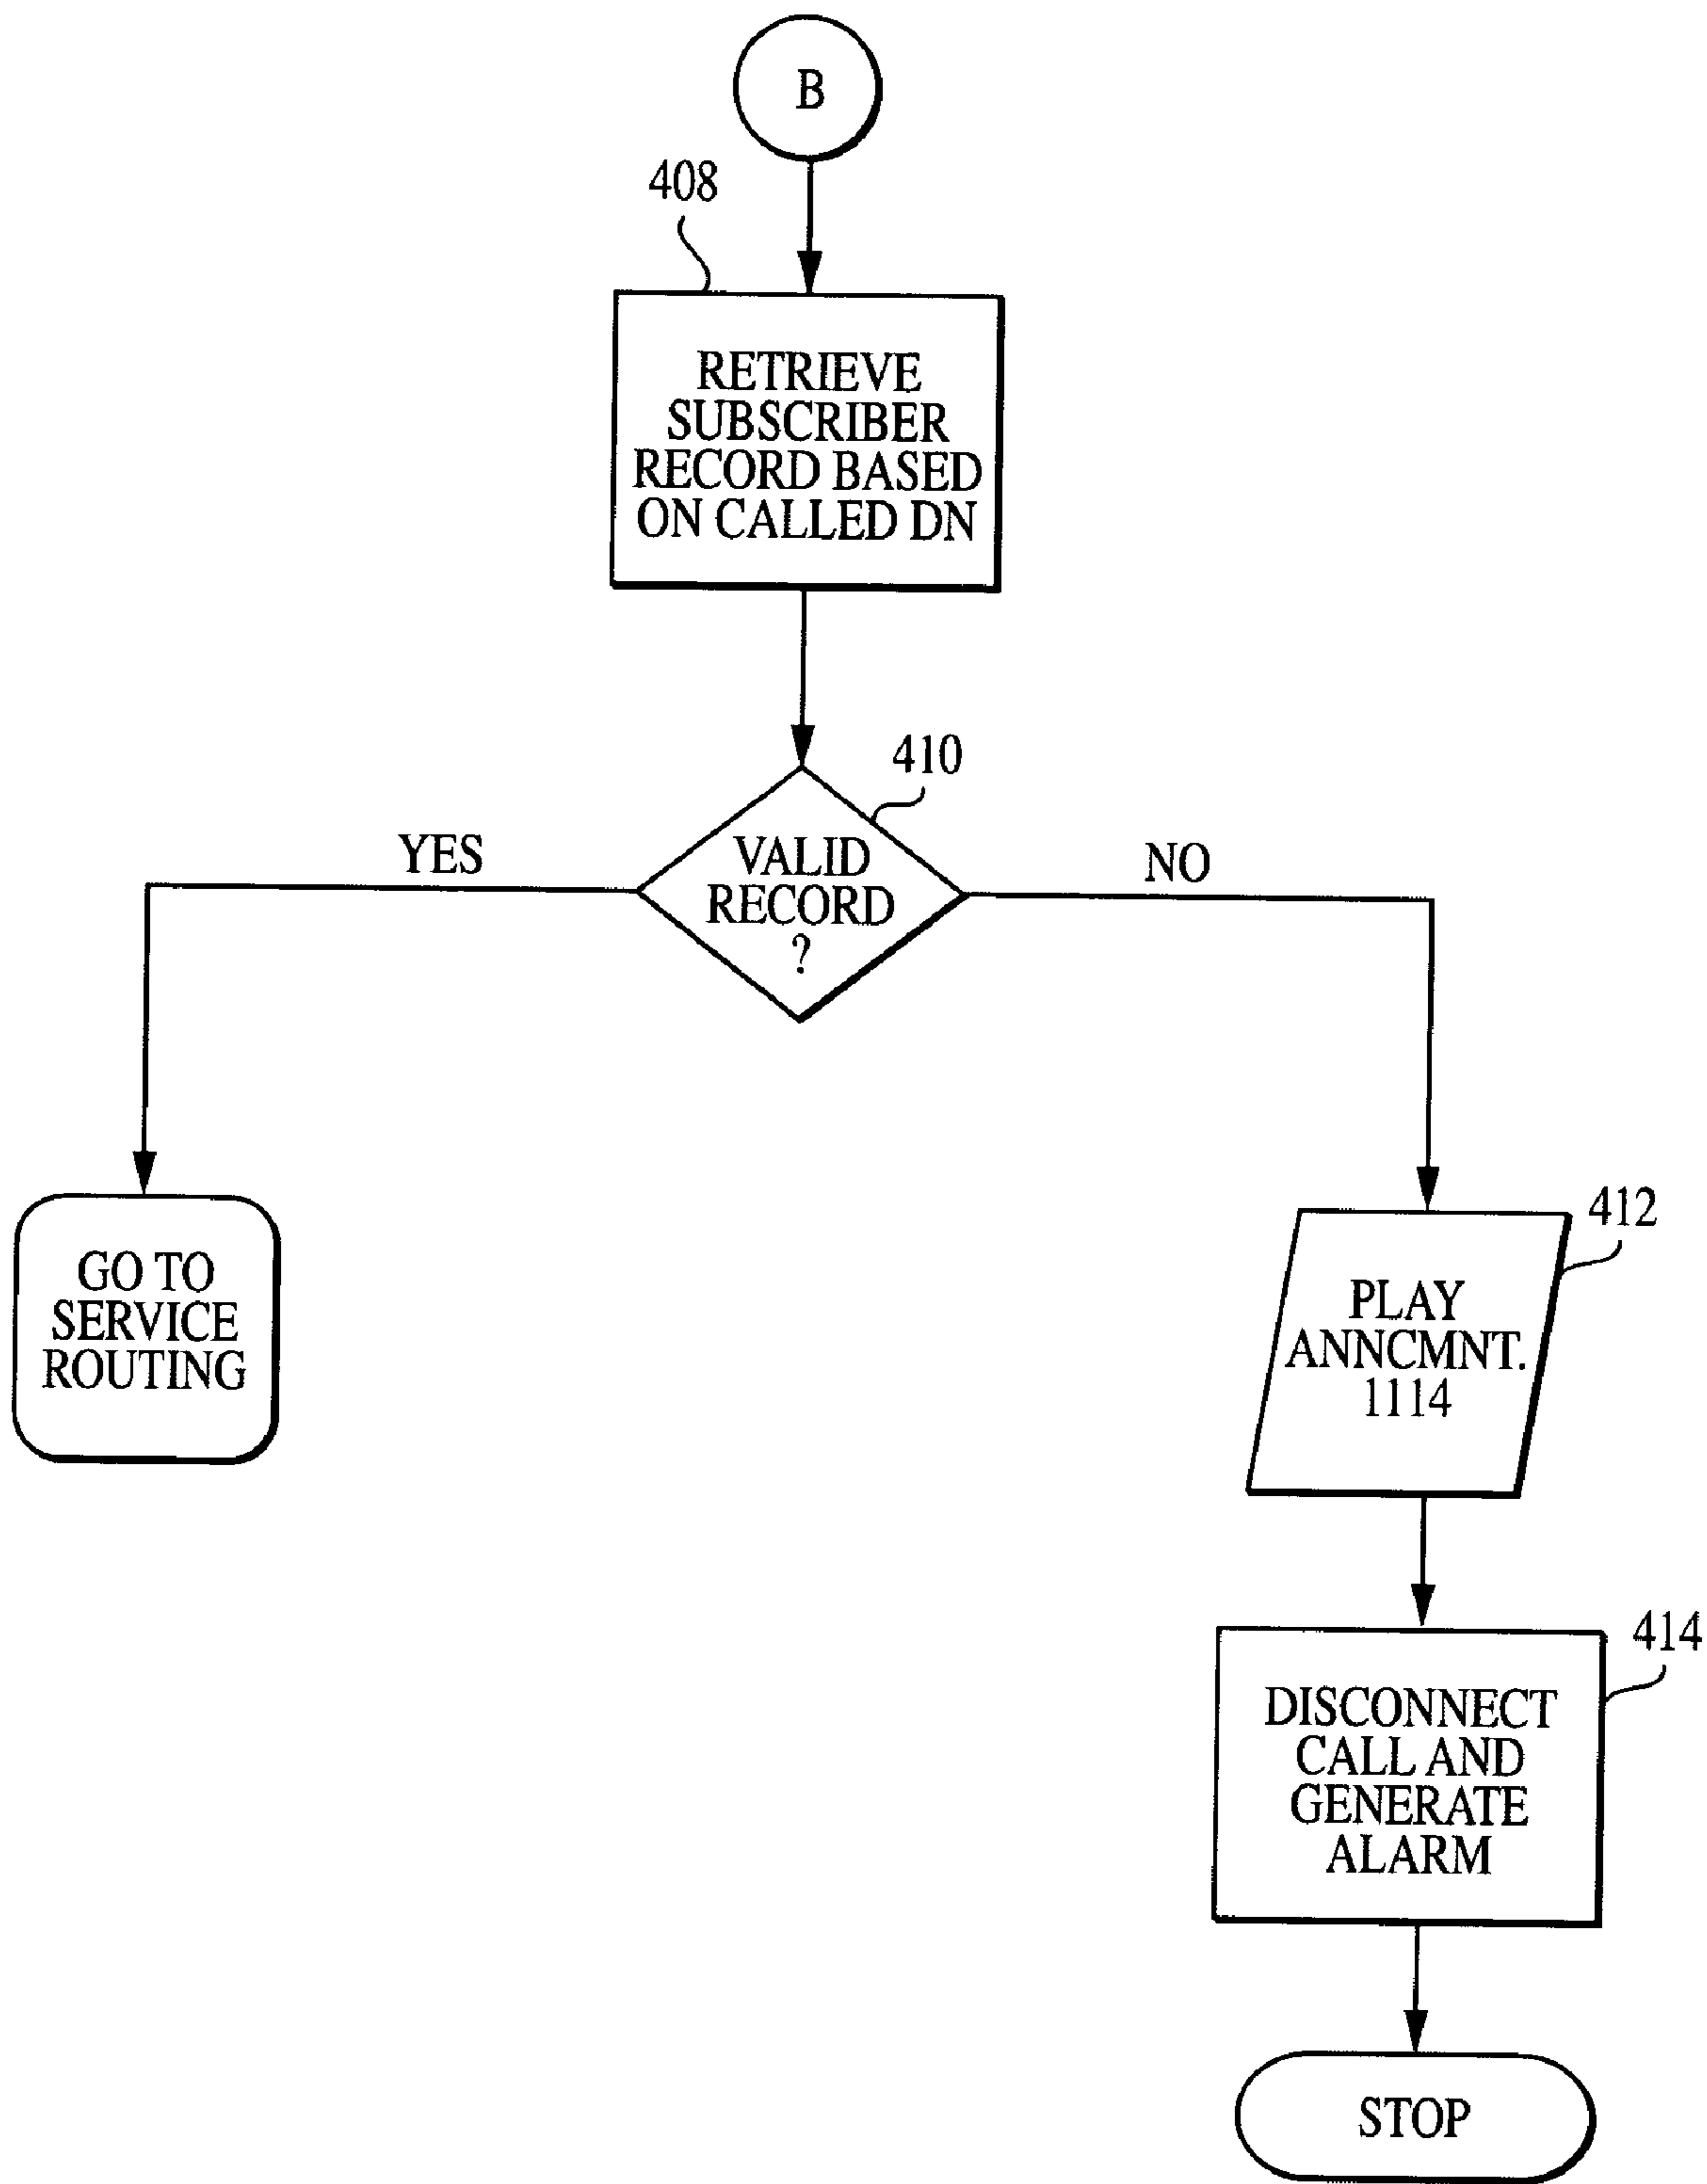 B
408
RETRIEVE
SUBSCRIBER
RECORD BASED
ON CALLED DN
410
YES
VALID
RECORD
?
NO
GO TO
SERVICE
ROUTING
412
PLAY
ANNCMNT.
1114
414
DISCONNECT
CALL AND
GENERATE
ALARM
STOP